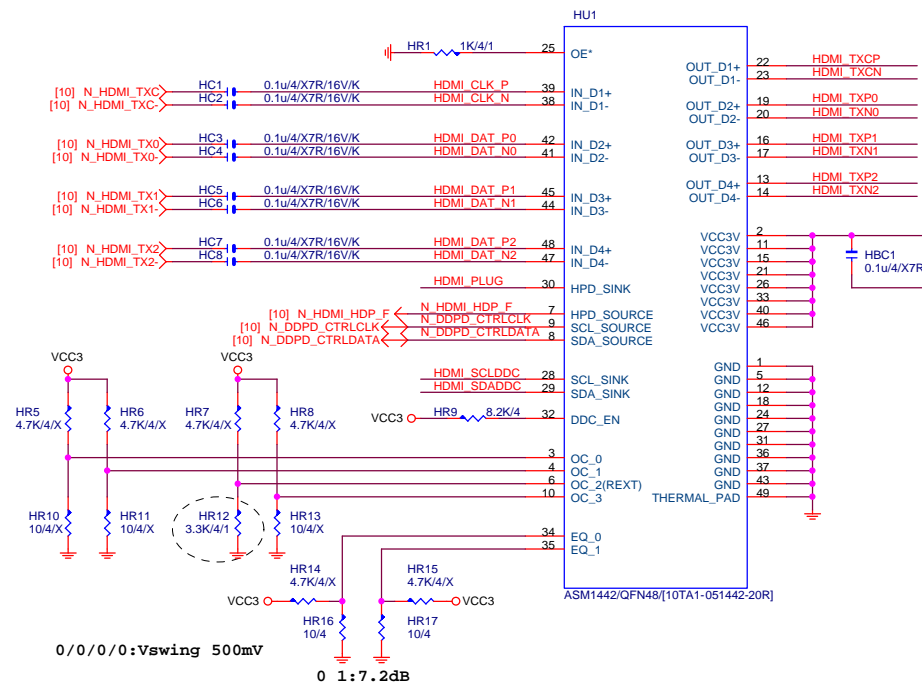 HU1
HR1 1K/4/1 25 OE*
[10] N_HDMI_TXC HC1 0.1u/4/X7R/16V/K HDMI_CLK_P 39 IN_D1+
[10] N_HDMI_TXC- HC2 0.1u/4/X7R/16V/K HDMI_CLK_N 38 IN_D1-
[10] N_HDMI_TX0 HC3 0.1u/4/X7R/16V/K HDMI_DAT_P0 42 IN_D2+
[10] N_HDMI_TX0- HC4 0.1u/4/X7R/16V/K HDMI_DAT_N0 41 IN_D2-
[10] N_HDMI_TX1 HC5 0.1u/4/X7R/16V/K HDMI_DAT_P1 45 IN_D3+
[10] N_HDMI_TX1- HC6 0.1u/4/X7R/16V/K HDMI_DAT_N1 44 IN_D3-
[10] N_HDMI_TX2 HC7 0.1u/4/X7R/16V/K HDMI_DAT_P2 48 IN_D4+
[10] N_HDMI_TX2- HC8 0.1u/4/X7R/16V/K HDMI_DAT_N2 47 IN_D4-
HDMI_PLUG 30 HPD_SINK
[10] N_HDMI_HDP_F N_HDMI_HDP_F 7 HPD_SOURCE
[10] N_DDPD_CTRLCLK N_DDPD_CTRLCLK 9 SCL_SOURCE
[10] N_DDPD_CTRLDATA N_DDPD_CTRLDATA 8 SDA_SOURCE
HDMI_SCLDDC 28 SCL_SINK
HDMI_SDADDC 29 SDA_SINK
VCC3 HR9 8.2K/4 32 DDC_EN
3 OC_0
4 OC_1
6 OC_2(REXT)
10 OC_3
34 EQ_0
35 EQ_1
OUT_D1+ 22 HDMI_TXCP
OUT_D1- 23 HDMI_TXCN
OUT_D2+ 19 HDMI_TXP0
OUT_D2- 20 HDMI_TXN0
OUT_D3+ 16 HDMI_TXP1
OUT_D3- 17 HDMI_TXN1
OUT_D4+ 13 HDMI_TXP2
OUT_D4- 14 HDMI_TXN2
VCC3V 2
VCC3V 11
VCC3V 15
VCC3V 21
VCC3V 26
VCC3V 33
VCC3V 40
VCC3V 46
HBC1
0.1u/4/X7R
GND 1
GND 5
GND 12
GND 18
GND 24
GND 27
GND 31
GND 36
GND 37
GND 43
THERMAL_PAD 49
ASM1442/QFN48/[10TA1-051442-20R]
VCC3
VCC3
HR5
4.7K/4/X
HR6
4.7K/4/X
HR7
4.7K/4/X
HR8
4.7K/4/X
HR10
10/4/X
HR11
10/4/X
HR12
3.3K/4/1
HR13
10/4/X
HR14
4.7K/4/X
HR15
4.7K/4/X
VCC3
VCC3
HR16
10/4
HR17
10/4
0/0/0/0:Vswing 500mV
0 1:7.2dB